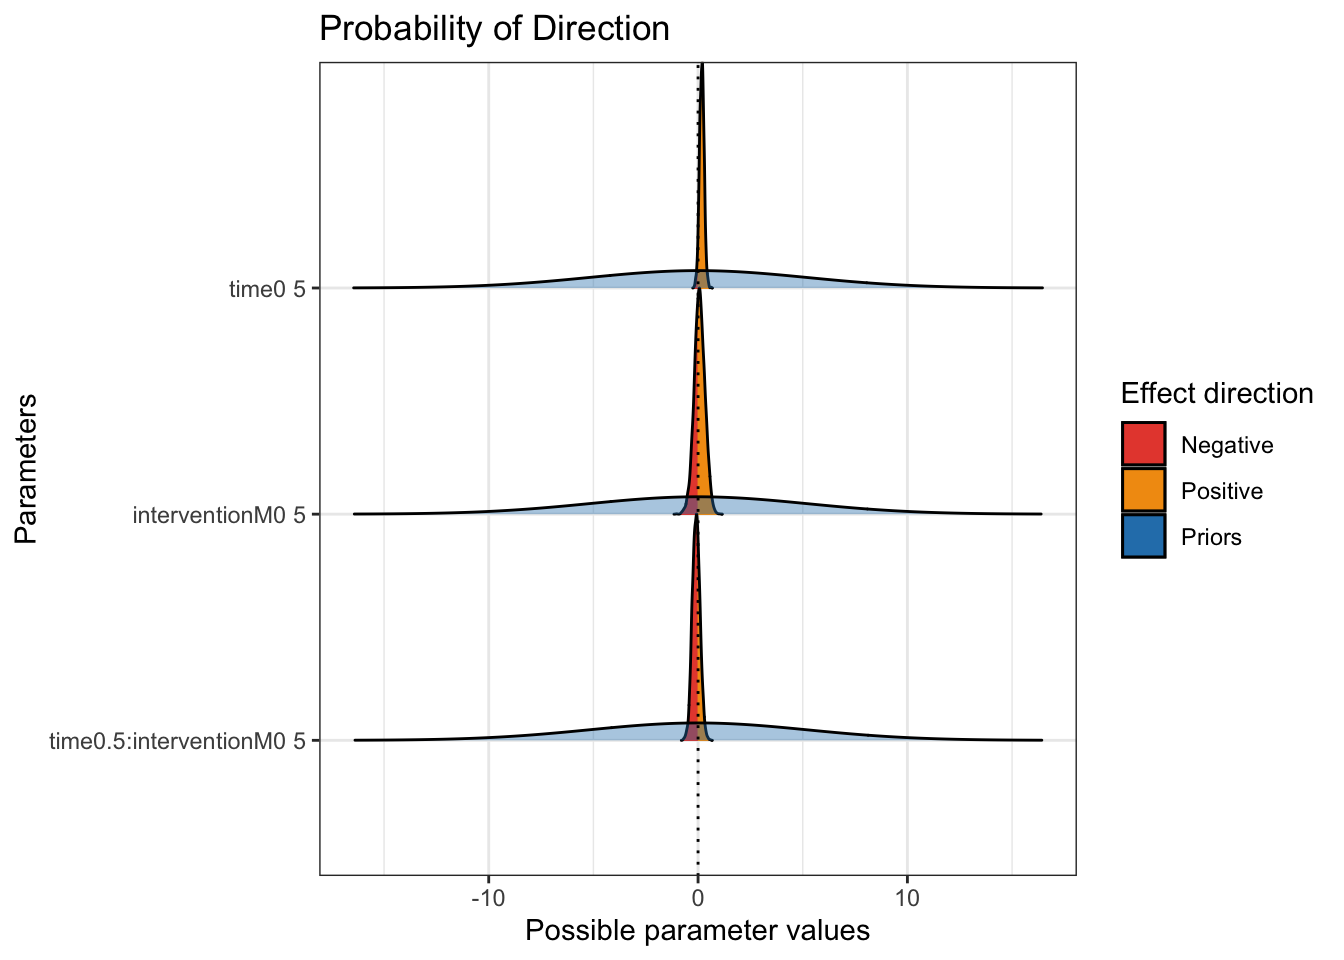 Probability of Direction
time0 5
interventionM0 5
time0.5:interventionM0 5
Parameters
-10 0 10
Possible parameter values
Effect direction
Negative
Positive
Priors